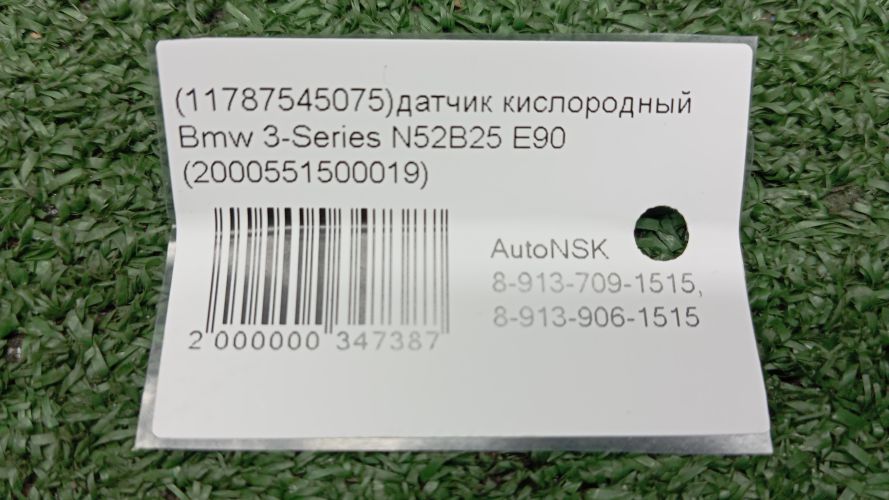 (11787545075)датчик кислородный
Bmw 3-Series N52B25 E90
(2000551500019)
AutoNSK
8-913-709-1515,
8-913-906-1515
2 000000 347387